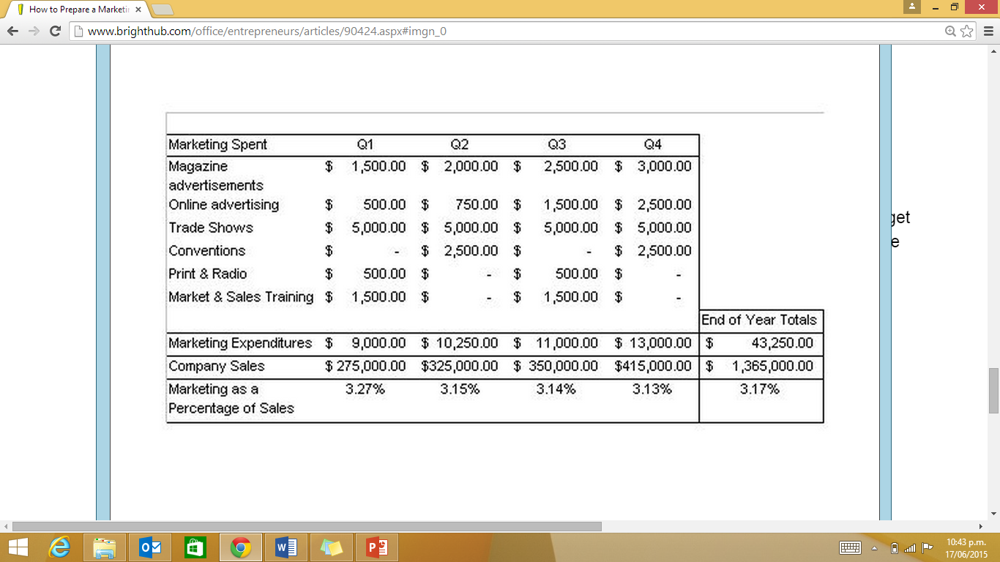 How to Prepare a Marketin
www.brighthub.com/office/entrepreneurs/articles/90424.aspx#imgn_0
Marketing Spent Q1 Q2 Q3 Q4
Magazine advertisements $ 1,500.00 $ 2,000.00 $ 2,500.00 $ 3,000.00
Online advertising $ 500.00 $ 750.00 $ 1,500.00 $ 2,500.00
get
Trade Shows $ 5,000.00 $ 5,000.00 $ 5,000.00 $ 5,000.00
e
Conventions $ - $ 2,500.00 $ - $ 2,500.00
Print & Radio $ 500.00 $ - $ 500.00 $ -
Market & Sales Training $ 1,500.00 $ - $ 1,500.00 $ -
End of Year Totals
Marketing Expenditures $ 9,000.00 $ 10,250.00 $ 11,000.00 $ 13,000.00 $ 43,250.00
Company Sales $ 275,000.00 $325,000.00 $ 350,000.00 $415,000.00 $ 1,365,000.00
Marketing as a Percentage of Sales 3.27% 3.15% 3.14% 3.13% 3.17%
10:43 p.m.
17/06/2015